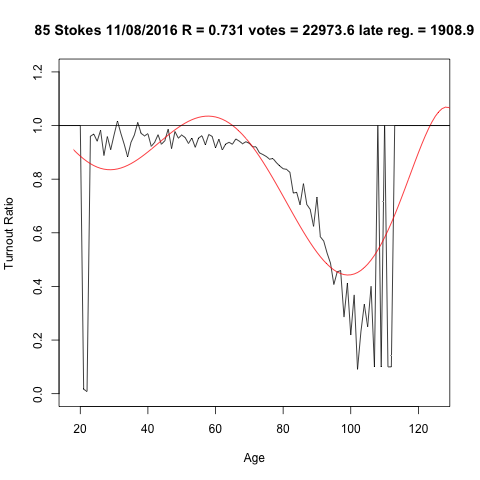 85 Stokes 11/08/2016 R = 0.731 votes = 22973.6 late reg. = 1908.9
1.2
1.0
0.8
0.6
0.4
0.2
0.0
Turnout Ratio
20 40 60 80 100 120
Age